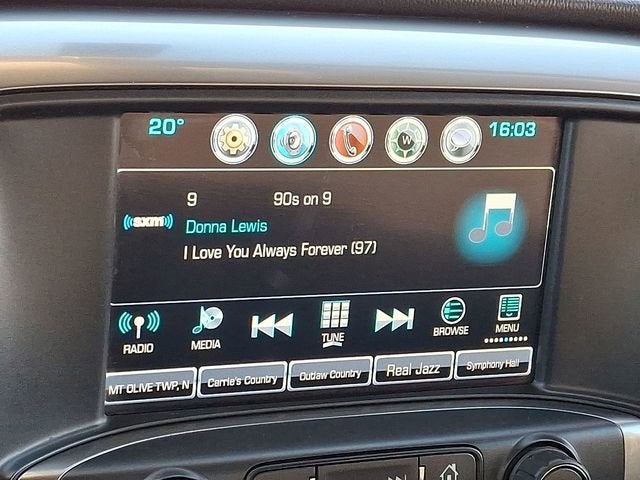 20° W 16:03
9 90s on 9
((sxm))
Donna Lewis
I Love You Always Forever (97)
RADIO MEDIA TUNE BROWSE MENU
MT OLIVE TWP, N Carrie's Country Outlaw Country Real Jazz Symphony Hall